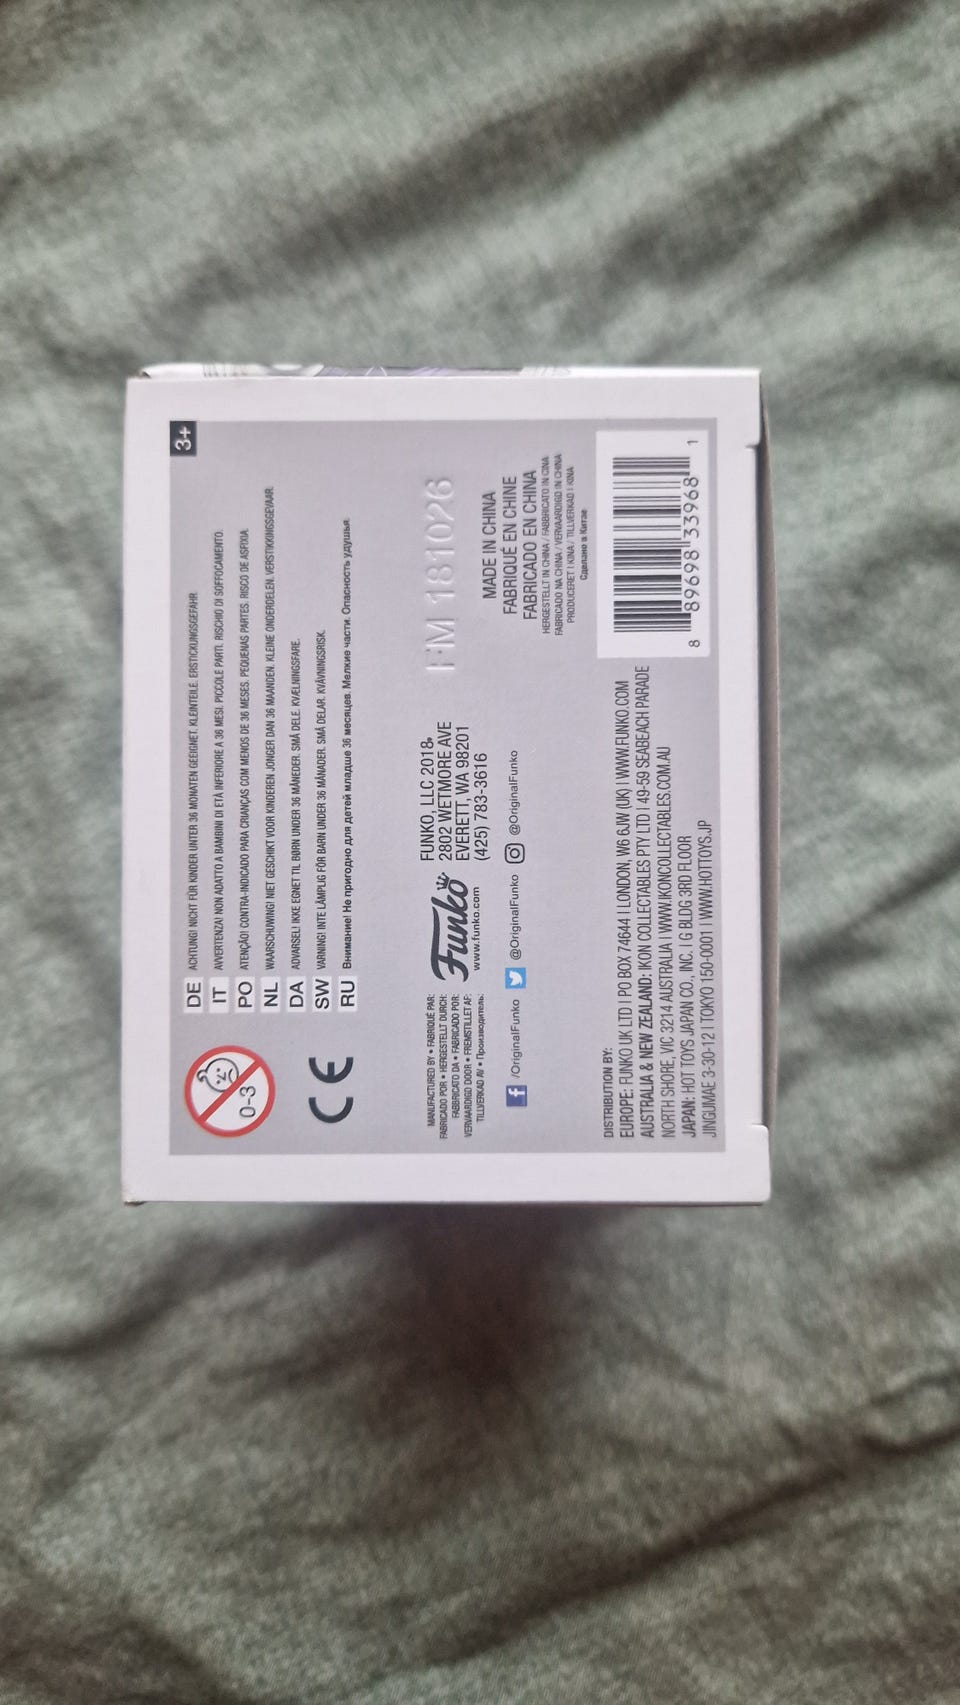 3+
0-3
DE ACHTUNG! NICHT FÜR KINDER UNTER 36 MONATEN GEEIGNET. KLEINTEILE. ERSTICKUNGSGEFAHR.
IT AVVERTENZA! NON ADATTO A BAMBINI DI ETÀ INFERIORE A 36 MESI. PICCOLE PARTI. RISCHIO DI SOFFOCAMENTO.
PO ATENÇÃO! CONTRA-INDICADO PARA CRIANÇAS COM MENOS DE 36 MESES. PEQUENAS PARTES. RISCO DE ASFIXIA.
NL WAARSCHUWING! NIET GESCHIKT VOOR KINDEREN JONGER DAN 36 MAANDEN. KLEINE ONDERDELEN. VERSTIKKINGSGEVAAR.
DA ADVARSEL! IKKE EGNET TIL BØRN UNDER 36 MÅNEDER. SMÅ DELE. KVÆLNINGSFARE.
SW VARNING! INTE LÄMPLIG FÖR BARN UNDER 36 MÅNADER. SMÅ DELAR. KVÄVNINGSRISK.
RU Внимание! Не пригодно для детей младше 36 месяцев. Мелкие части. Опасность удушья.
CE
MANUFACTURED BY • FABRIQUÉ PAR:
FABRICADO POR • HERGESTELLT DURCH:
FABBRICATO DA • FABRICADO POR:
VERVAARDIGD DOOR • FREMSTILLET AF:
TILLVERKAD AV • Производитель:
Funko
www.funko.com
FUNKO, LLC 2018.
2802 WETMORE AVE
EVERETT, WA 98201
(425) 783-3616
181026
/OriginalFunko @OriginalFunko @OriginalFunko
MADE IN CHINA
FABRIQUÉ EN CHINE
FABRICADO EN CHINA
HERGESTELLT IN CHINA / FABBRICATO IN CINA
FABRICADO NA CHINA / VERVAARDIGD IN CHINA
PRODUCERET I KINA / TILLVERKAD I KINA
Сделано в Китае
DISTRIBUTION BY:
EUROPE: FUNKO UK LTD | PO BOX 74644 | LONDON, W6 6JW (UK) | WWW.FUNKO.COM
AUSTRALIA & NEW ZEALAND: IKON COLLECTABLES PTY LTD | 49-59 SEABEACH PARADE
NORTH SHORE, VIC 3214 AUSTRALIA | WWW.IKONCOLLECTABLES.COM.AU
JAPAN: HOT TOYS JAPAN CO., INC. | G BLDG 3RD FLOOR
JINGUMAE 3-30-12 | TOKYO 150-0001 | WWW.HOTTOYS.JP
8 89698 33968 1